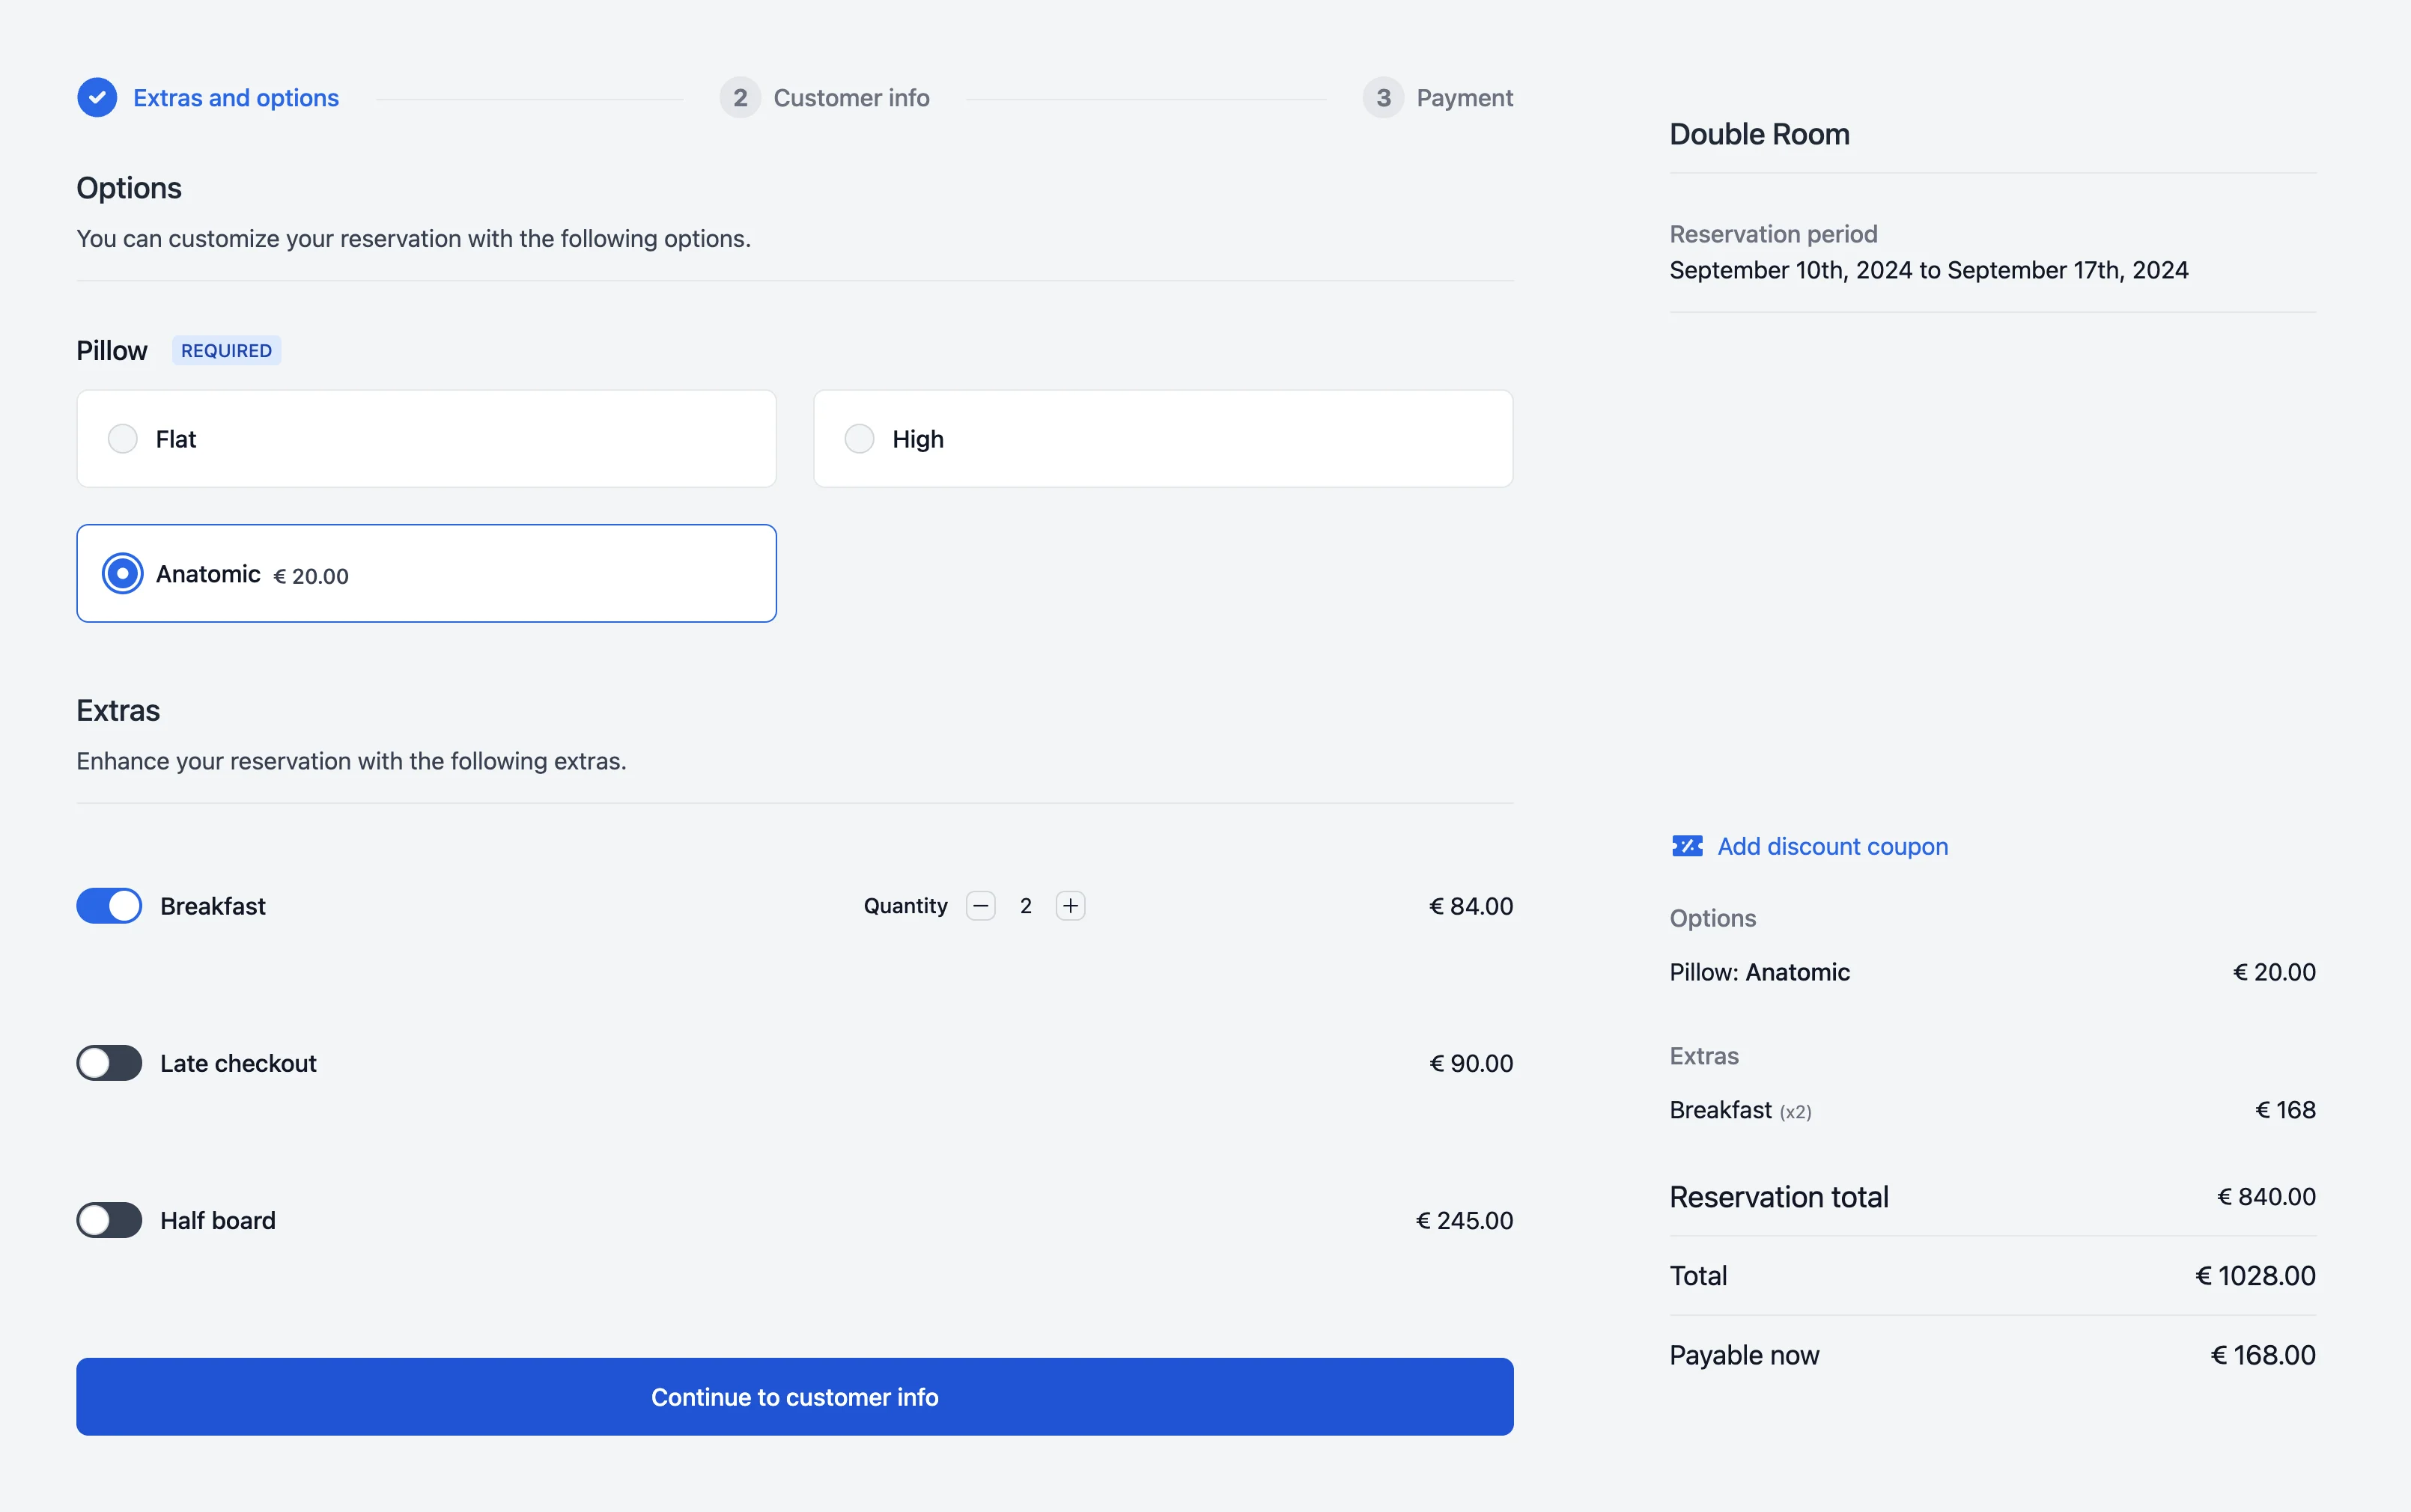 Extras and options
2 Customer info
3 Payment
Options
You can customize your reservation with the following options.
Pillow REQUIRED
Flat
High
Anatomic € 20.00
Extras
Enhance your reservation with the following extras.
Breakfast Quantity − 2 + € 84.00
Late checkout € 90.00
Half board € 245.00
Continue to customer info
Double Room
Reservation period
September 10th, 2024 to September 17th, 2024
Add discount coupon
Options
Pillow: Anatomic € 20.00
Extras
Breakfast (x2) € 168
Reservation total € 840.00
Total € 1028.00
Payable now € 168.00